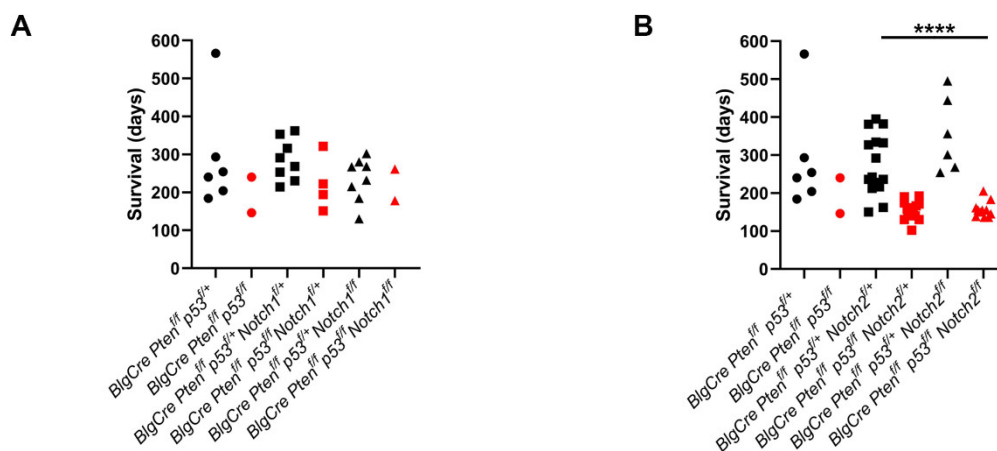 A
Survival (days)
600
500
400
300
200
100
0
BlgCre Pten^f/f p53^f/+
BlgCre Pten^f/f p53^f/f
BlgCre Pten^f/f p53^f/+ Notch1^f/+
BlgCre Pten^f/f p53^f/f Notch1^f/+
BlgCre Pten^f/f p53^f/+ Notch1^f/f
BlgCre Pten^f/f p53^f/f Notch1^f/f
B
****
Survival (days)
600
500
400
300
200
100
0
BlgCre Pten^f/f p53^f/+
BlgCre Pten^f/f p53^f/f
BlgCre Pten^f/f p53^f/+ Notch2^f/+
BlgCre Pten^f/f p53^f/f Notch2^f/+
BlgCre Pten^f/f p53^f/+ Notch2^f/f
BlgCre Pten^f/f p53^f/f Notch2^f/f